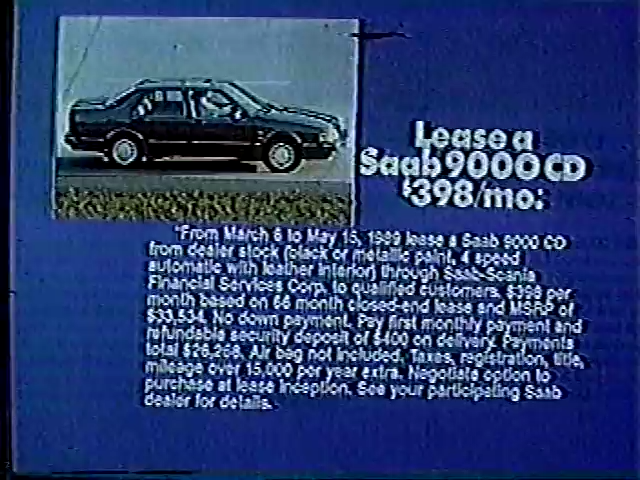 Lease a
Saab 9000 CD
$398/mo:
*From March 6 to May 15, 1989 lease a Saab 9000 CD
from dealer stock (black or metallic paint, 4 speed
automatic with leather interior) through Saab-Scania
Financial Services Corp. to qualified customers. $398 per
month based on 66 month closed-end lease and MSRP of
$33,534. No down payment. Pay first monthly payment and
refundable security deposit of $400 on delivery. Payments
total $26,268. Air bag not included. Taxes, registration, title,
mileage over 15,000 per year extra. Negotiate option to
purchase at lease inception. See your participating Saab
dealer for details.